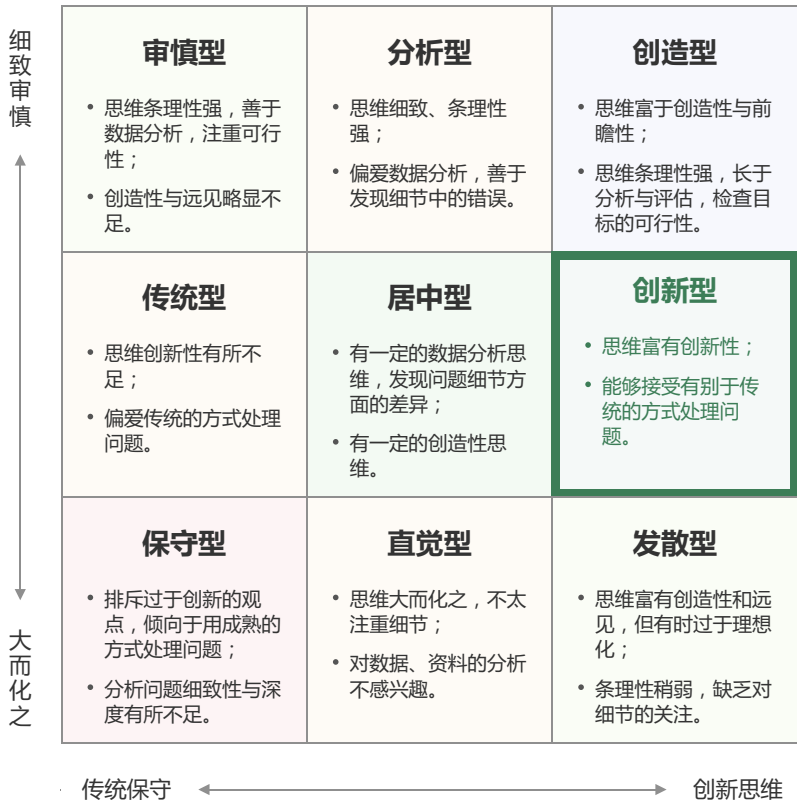 细致审慎
审慎型
• 思维条理性强，善于
数据分析，注重可行
性；
• 创造性与远见略显不
足。
分析型
• 思维细致、条理性
强；
• 偏爱数据分析，善于
发现细节中的错误。
创造型
• 思维富于创造性与前
瞻性；
• 思维条理性强，长于
分析与评估，检查目
标的可行性。
传统型
• 思维创新性有所不
足；
• 偏爱传统的方式处理
问题。
居中型
• 有一定的数据分析思
维，发现问题细节方
面的差异；
• 有一定的创造性思
维。
创新型
• 思维富有创新性；
• 能够接受有别于传
统的方式处理问
题。
保守型
• 排斥过于创新的观
点，倾向于用成熟的
方式处理问题；
• 分析问题细致性与深
度有所不足。
直觉型
• 思维大而化之，不太
注重细节；
• 对数据、资料的分析
不感兴趣。
发散型
• 思维富有创造性和远
见，但有时过于理想
化；
• 条理性稍弱，缺乏对
细节的关注。
大而化之
传统保守
创新思维